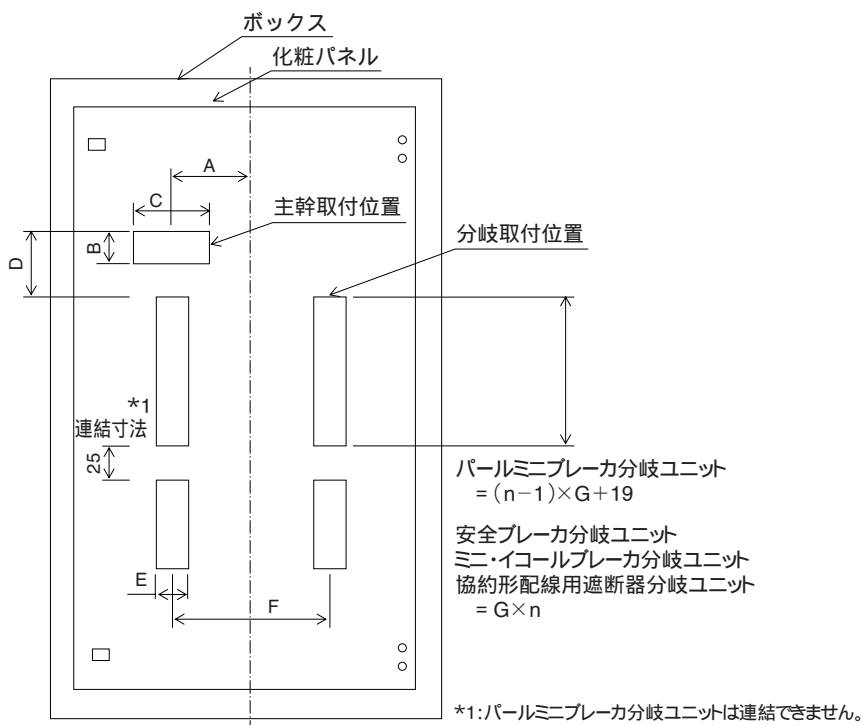 ボックス
化粧パネル
A
C
主幹取付位置
B
D
分岐取付位置
*1
連結寸法
25
パールミニブレーカ分岐ユニット
=(n−1)×G+19
安全ブレーカ分岐ユニット
ミニ・イコールブレーカ分岐ユニット
協約形配線用遮断器分岐ユニット
=G×n
E
F
*1:パールミニブレーカ分岐ユニットは連結できません。